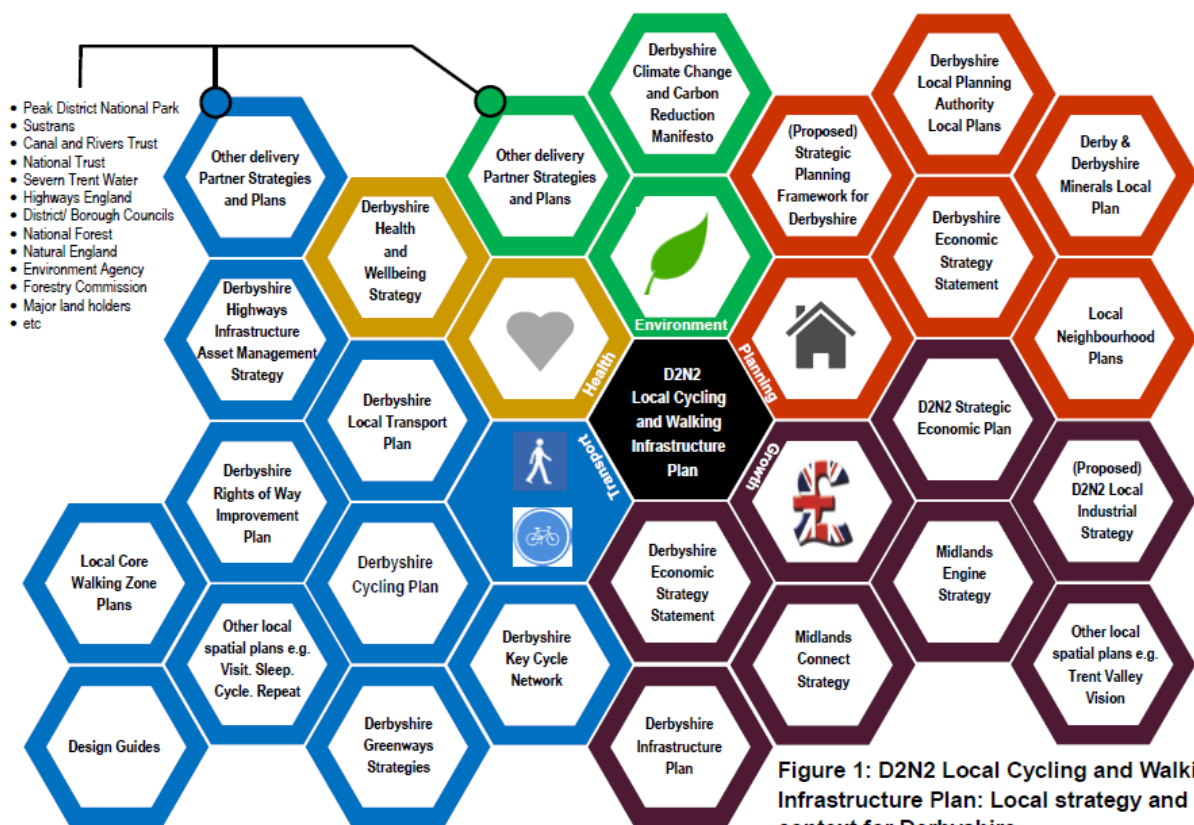 • Peak District National Park
• Sustrans
• Canal and Rivers Trust
• National Trust
• Severn Trent Water
• Highways England
• District/ Borough Councils
• National Forest
• Natural England
• Environment Agency
• Forestry Commission
• Major land holders
• etc
Other delivery
Partner Strategies
and Plans
Derbyshire
Health
and
Wellbeing
Strategy
Other delivery
Partner Strategies
and Plans
Derbyshire
Climate Change
and Carbon
Reduction
Manifesto
(Proposed)
Strategic
Planning
Framework for
Derbyshire
Derbyshire
Local Planning
Authority
Local Plans
Derby &
Derbyshire
Minerals Local
Plan
Derbyshire
Economic
Strategy
Statement
Local
Neighbourhood
Plans
Derbyshire
Highways
Infrastructure
Asset Management
Strategy
Environment
Health
Planning
D2N2
Local Cycling
and Walking
Infrastructure
Plan
Transport
Growth
Derbyshire
Local Transport
Plan
D2N2 Strategic
Economic Plan
(Proposed)
D2N2 Local
Industrial
Strategy
Derbyshire
Rights of Way
Improvement
Plan
Local Core
Walking Zone
Plans
Derbyshire
Cycling Plan
Derbyshire
Economic
Strategy
Statement
£
Midlands
Engine
Strategy
Other local
spatial plans e.g.
Visit. Sleep.
Cycle. Repeat
Derbyshire
Key Cycle
Network
Midlands
Connect
Strategy
Other local
spatial plans e.g.
Trent Valley
Vision
Design Guides
Derbyshire
Greenways
Strategies
Derbyshire
Infrastructure
Plan
Figure 1: D2N2 Local Cycling and Walki
Infrastructure Plan: Local strategy and
context for Derbyshire